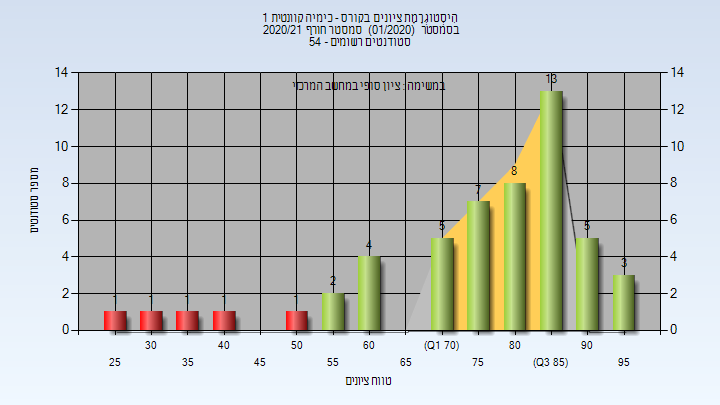 היסטוגרמת ציונים בקורס - כימיה קוונטית 1
בסמסטר (01/2020) סמסטר חורף 2020/21
סטודנטים רשומים - 54
במשימה : ציון סופי במחשב המרכזי
14 14
12 12
10 10
8 8
6 6
4 4
2 2
0 0
מספר סטודנטים
1 1 1 1 1 2 4 5 7 8 13 5 3
30 40 50 60 (Q1 70) 80 90
25 35 45 55 65 75 (Q3 85) 95
טווח ציונים